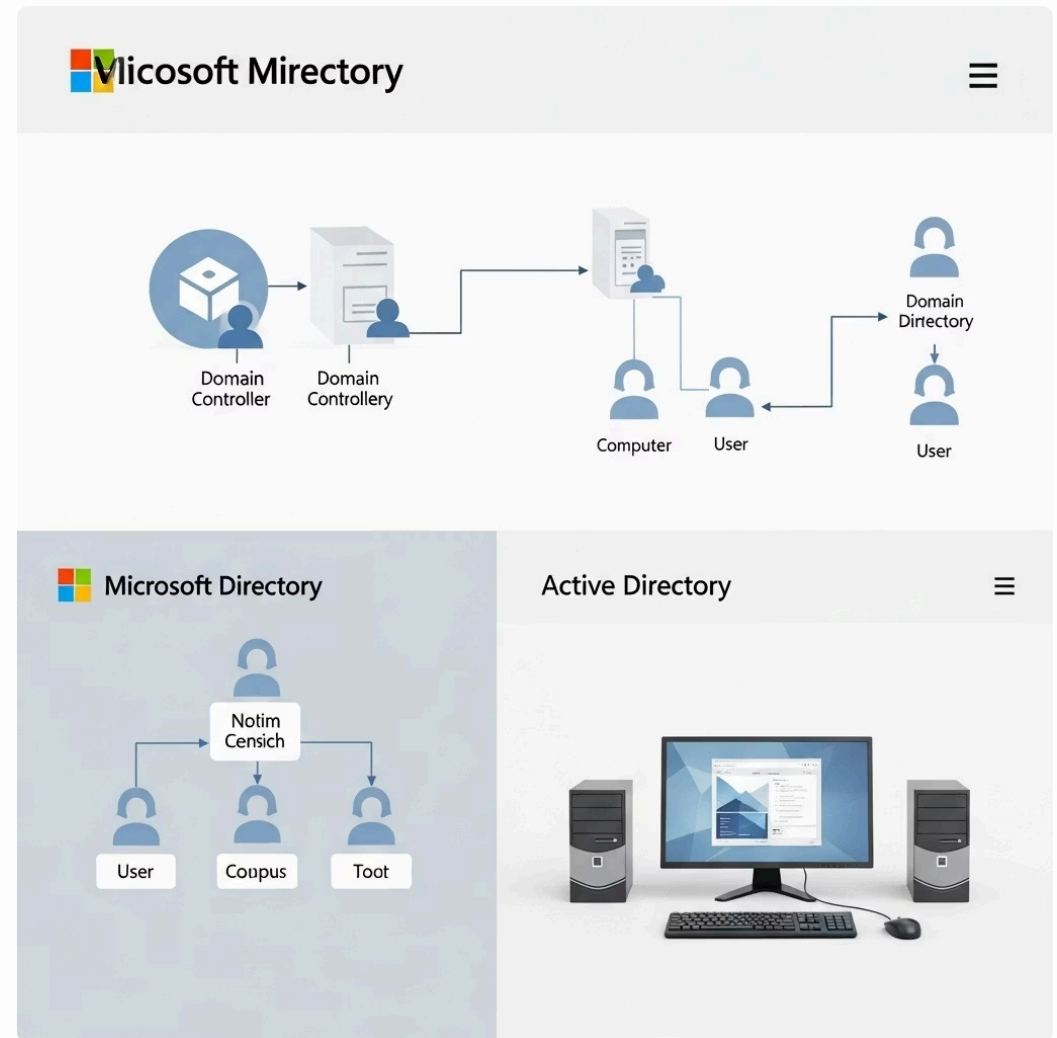 Vlicosoft Mirectory
Domain
Controller
Domain
Controllery
Computer
User
Domain
Dirrectory
User
Microsoft Directory
Notim
Censich
User
Coupus
Toot
Active Directory